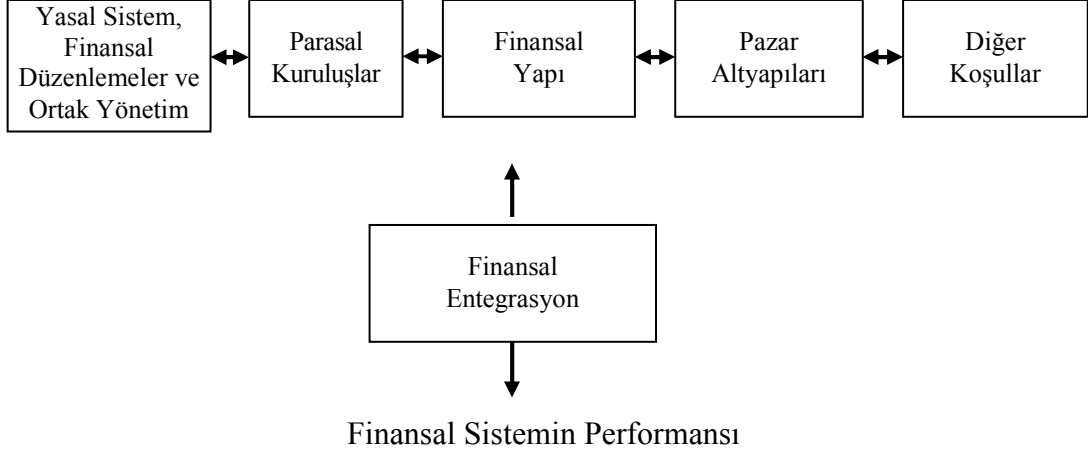 Yasal Sistem,
Finansal
Düzenlemeler ve
Ortak Yönetim
Parasal
Kuruluşlar
Finansal
Yapı
Pazar
Altyapıları
Diğer
Koşullar
Finansal
Entegrasyon
Finansal Sistemin Performansı